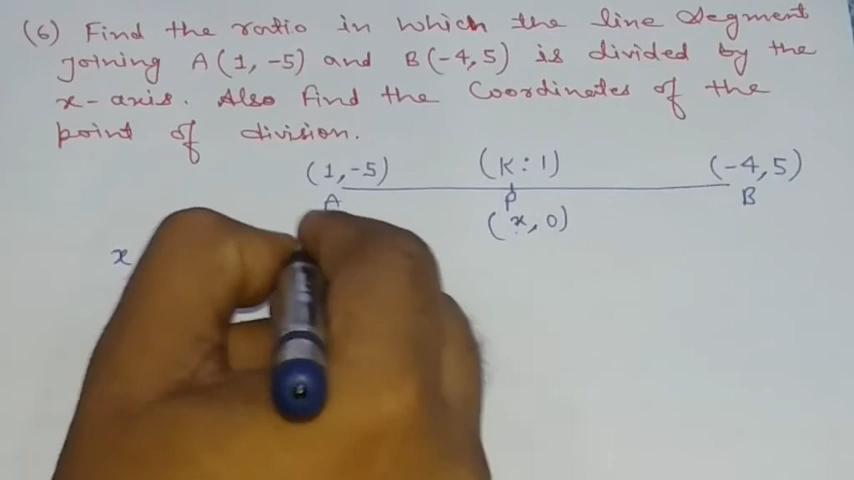 (6) Find the ratio in which the line segment
joining A(1, -5) and B(-4, 5) is divided by the
x-axis. Also find the coordinates of the
point of division.
(1, -5) (K:1) (-4, 5)
A P B
(x, 0)
x